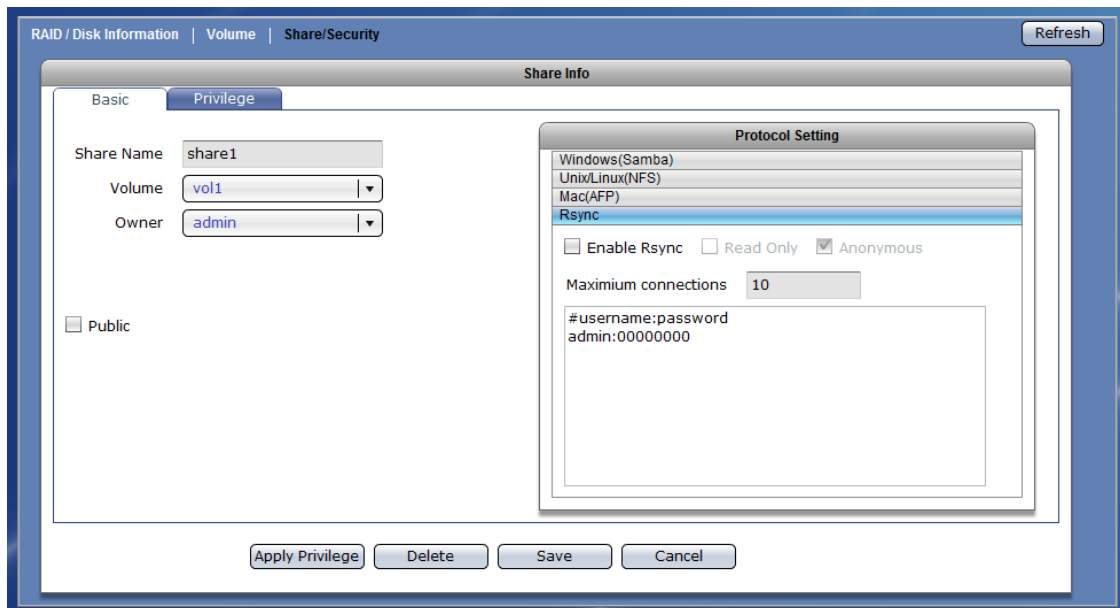 RAID / Disk Information | Volume | Share/Security
Refresh
Share Info
Basic
Privilege
Share Name share1
Volume vol1
Owner admin
Public
Protocol Setting
Windows(Samba)
Unix/Linux(NFS)
Mac(AFP)
Rsync
Enable Rsync Read Only Anonymous
Maximium connections 10
#username:password
admin:00000000
Apply Privilege Delete Save Cancel